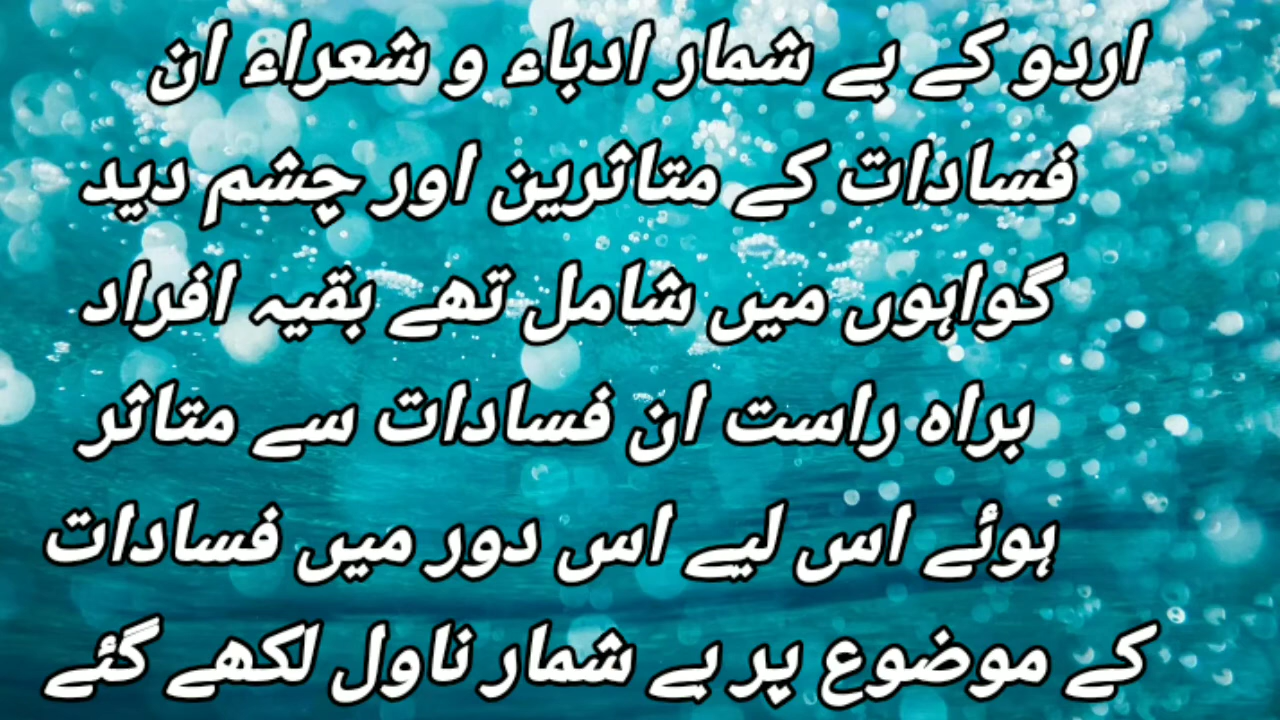 اردو کے بے شمار ادباء و شعراء ان
فسادات کے متاثرین اور چشم دید
گواہوں میں شامل تھے بقیہ افراد
براہ راست ان فسادات سے متاثر
ہوئے اس لیے اس دور میں فسادات
کے موضوع پر بے شمار ناول لکھے گئے